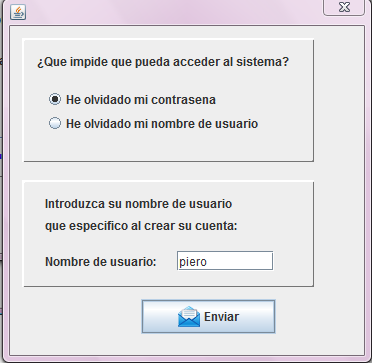 ¿Que impide que pueda acceder al sistema?
He olvidado mi contrasena
He olvidado mi nombre de usuario
Introduzca su nombre de usuario
que especifico al crear su cuenta:
Nombre de usuario: piero
Enviar